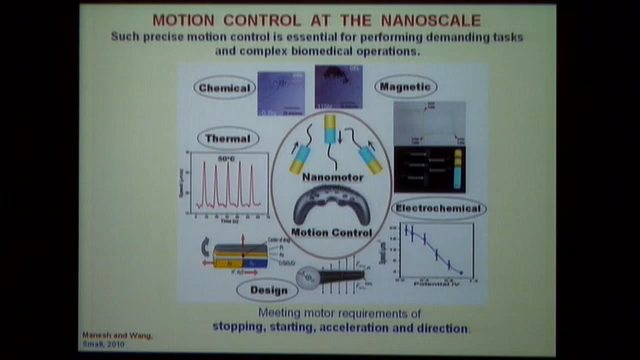 MOTION CONTROL AT THE NANOSCALE
Such precise motion control is essential for performing demanding tasks
and complex biomedical operations.
Chemical
Magnetic
Thermal
50°C
Nanomotor
Electrochemical
Motion Control
Design
Meeting motor requirements of
stopping, starting, acceleration and direction.
Manesh and Wang,
Small, 2010